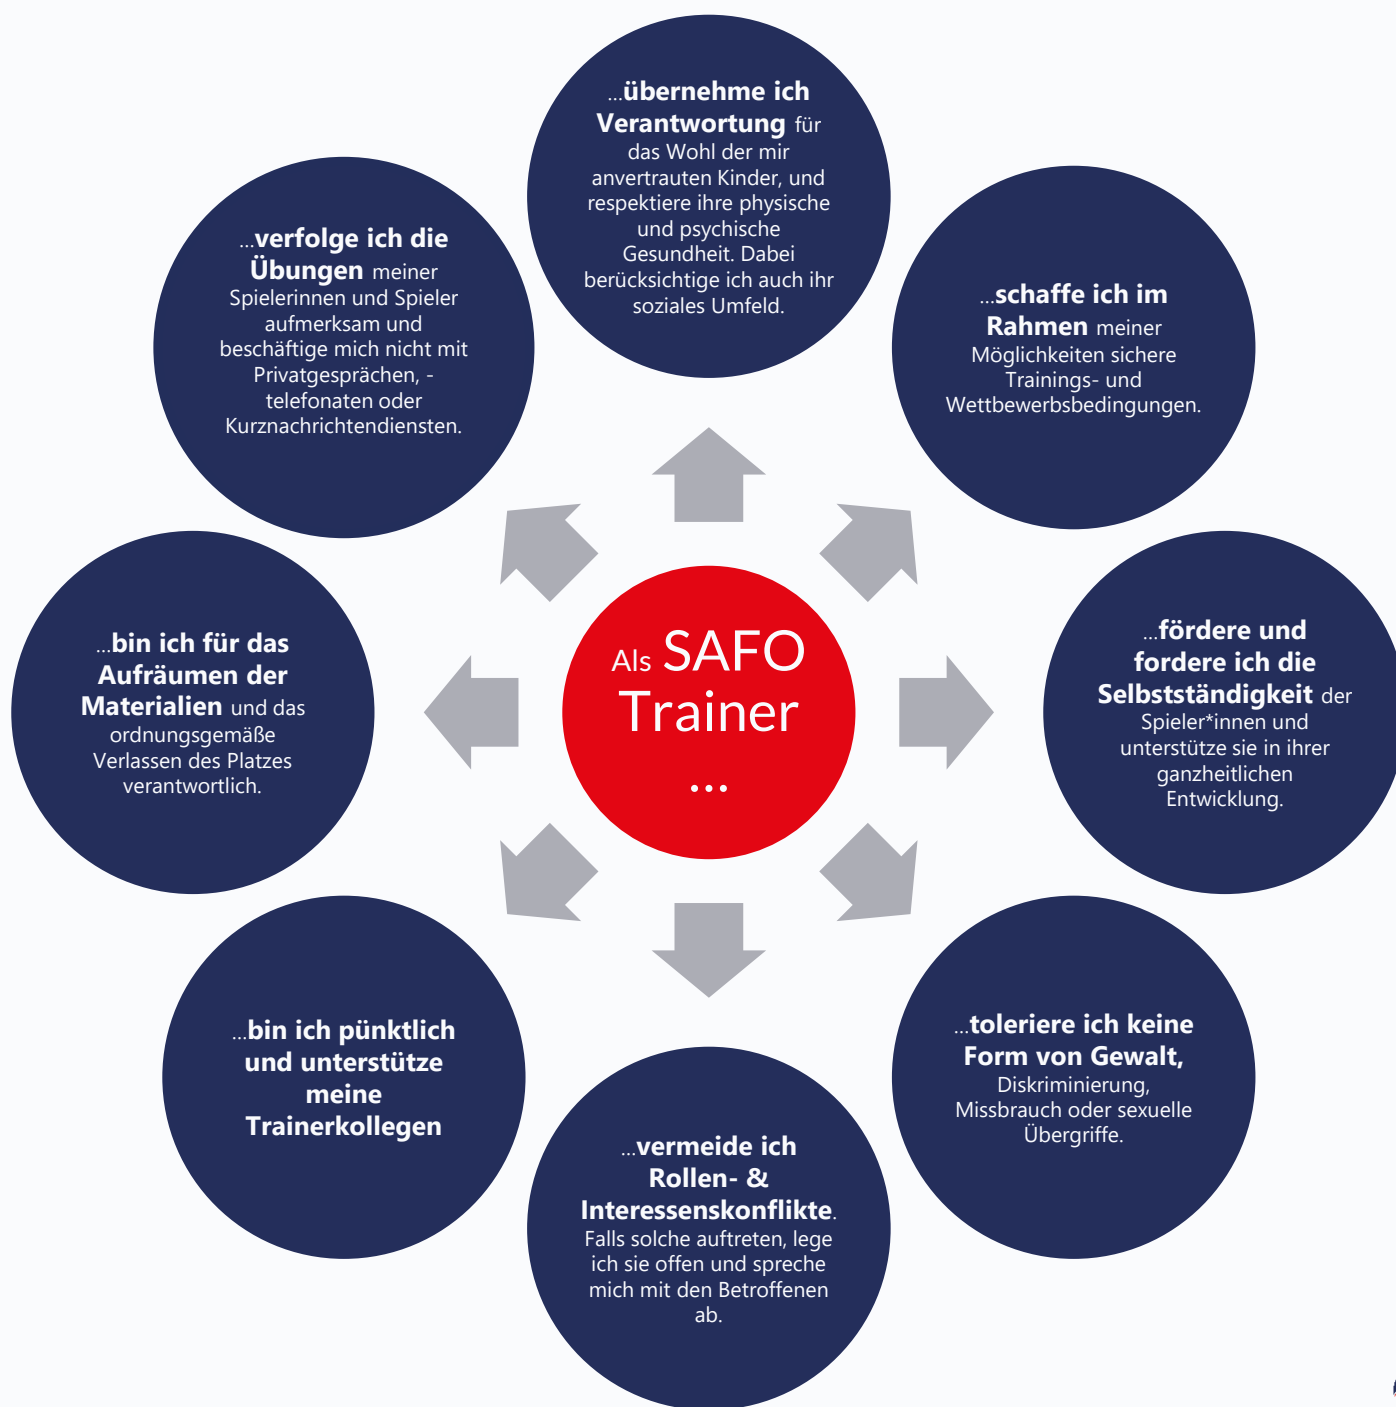 Als SAFO
Trainer
...
...übernehme ich
Verantwortung für
das Wohl der mir
anvertrauten Kinder, und
respektiere ihre physische
und psychische
Gesundheit. Dabei
berücksichtige ich auch ihr
soziales Umfeld.
...schaffe ich im
Rahmen meiner
Möglichkeiten sichere
Trainings- und
Wettbewerbsbedingungen.
...fördere und
fordere ich die
Selbstständigkeit der
Spieler*innen und
unterstütze sie in ihrer
ganzheitlichen
Entwicklung.
...toleriere ich keine
Form von Gewalt,
Diskriminierung,
Missbrauch oder sexuelle
Übergriffe.
...vermeide ich
Rollen- &
Interessenskonflikte.
Falls solche auftreten, lege
ich sie offen und spreche
mich mit den Betroffenen
ab.
...bin ich pünktlich
und unterstütze
meine
Trainerkollegen
...bin ich für das
Aufräumen der
Materialien und das
ordnungsgemäße
Verlassen des Platzes
verantwortlich.
...verfolge ich die
Übungen meiner
Spielerinnen und Spieler
aufmerksam und
beschäftige mich nicht mit
Privatgesprächen, -
telefonaten oder
Kurznachrichtendiensten.